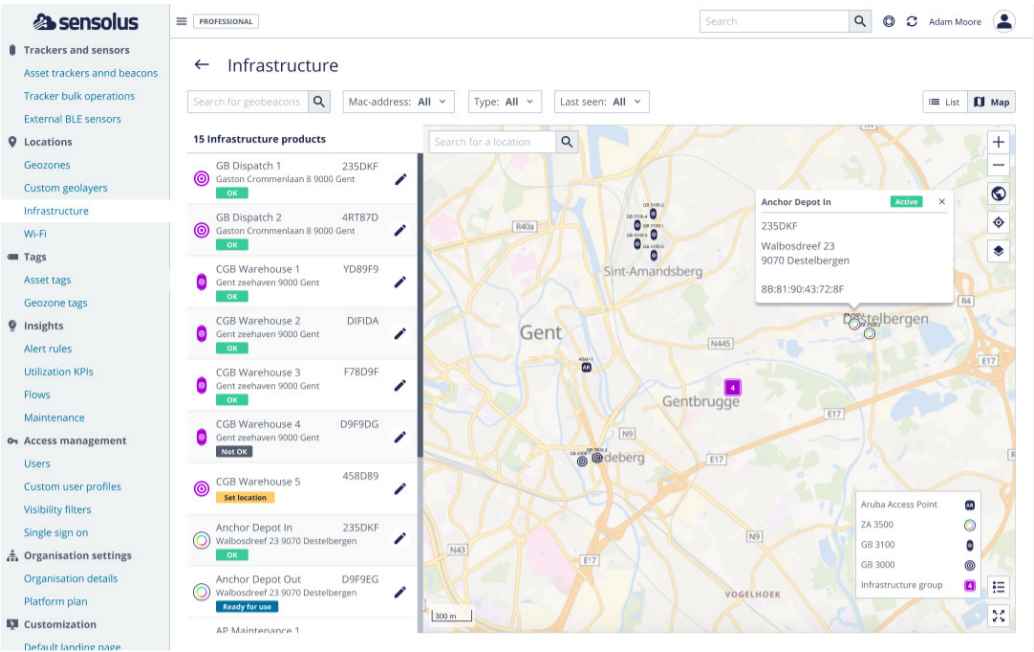 sensolus
PROFESSIONAL
Search
Adam Moore
Trackers and sensors
Asset trackers annd beacons
Tracker bulk operations
External BLE sensors
Locations
Geozones
Custom geolayers
Infrastructure
Wi-Fi
Tags
Asset tags
Geozone tags
Insights
Alert rules
Utilization KPIs
Flows
Maintenance
Access management
Users
Custom user profiles
Visibility filters
Single sign on
Organisation settings
Organisation details
Platform plan
Customization
Default landing page
Infrastructure
Search for geobeacons
Mac-address: All
Type: All
Last seen: All
List
Map
15 Infrastructure products
GB Dispatch 1 235DKF
Gaston Crommenlaan 8 9000 Gent
OK
GB Dispatch 2 4RT87D
Gaston Crommenlaan 8 9000 Gent
OK
CGB Warehouse 1 YD89F9
Gent zeehaven 9000 Gent
OK
CGB Warehouse 2 DIFIDA
Gent zeehaven 9000 Gent
OK
CGB Warehouse 3 F78D9F
Gent zeehaven 9000 Gent
OK
CGB Warehouse 4 D9F9DG
Gent zeehaven 9000 Gent
Not OK
CGB Warehouse 5 458D89
Set location
Anchor Depot In 235DKF
Walbosdreef 23 9070 Destelbergen
OK
Anchor Depot Out D9F9EG
Walbosdreef 23 9070 Destelbergen
Ready for use
AP Maintenance 1
Search for a location
Anchor Depot In Active
235DKF
Walbosdreef 23
9070 Destelbergen
8B:81:90:43:72:8F
R40a
Sint-Amandsberg
R4
Destelbergen
Gent
N445
E17
4
Gentbrugge
E17
N9
E17
N9
N43
E17
VOGELHOEK
300 m
Aruba Access Point AR
ZA 3500
GB 3100
GB 3000
Infrastructure group 4